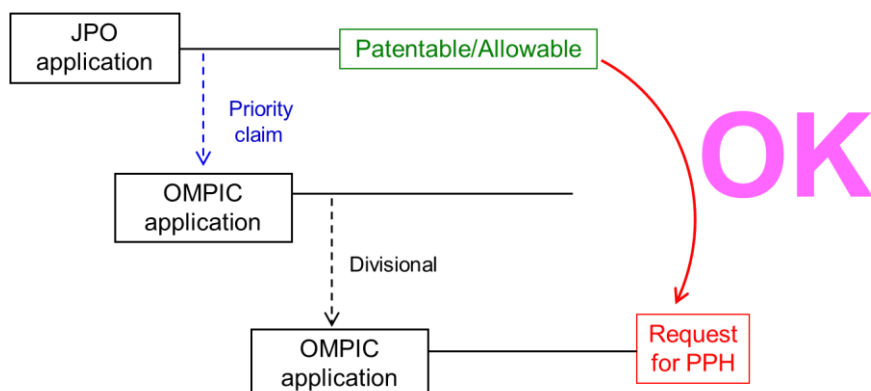 JPO
application
Patentable/Allowable
Priority
claim
OK
OMPIC
application
Divisional
OMPIC
application
Request
for PPH